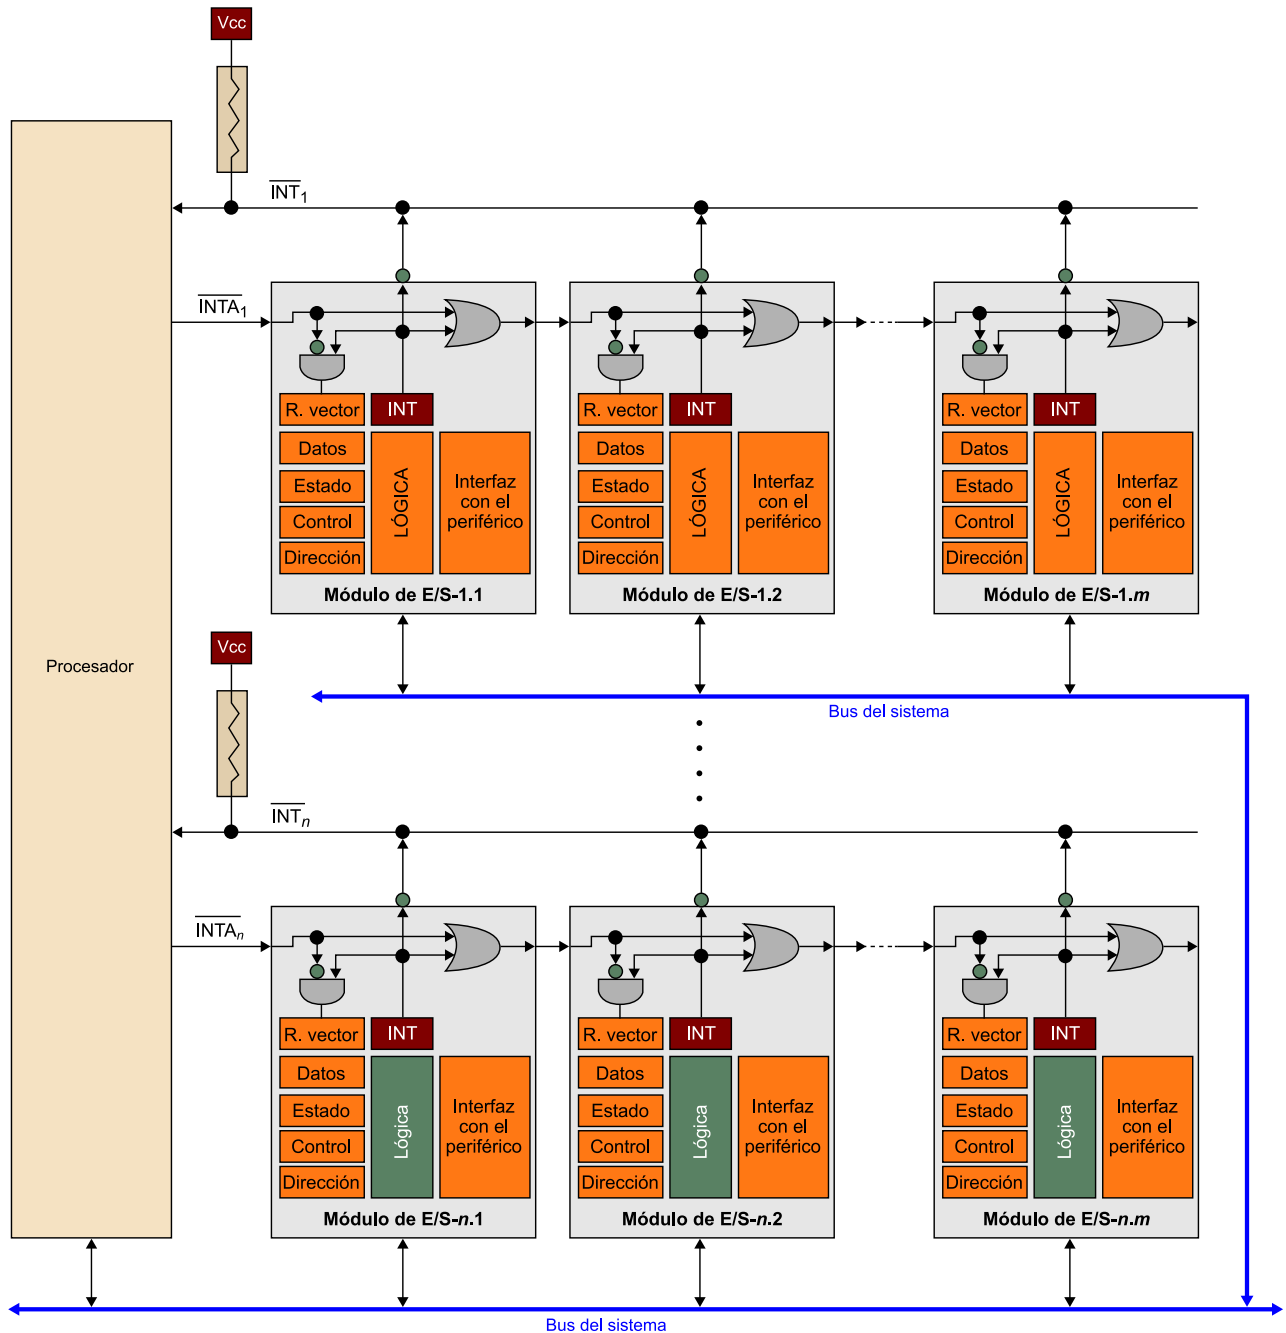 Vcc
INT1
INTA1
R. vector
INT
R. vector
INT
R. vector
INT
Datos
Estado
Control
Dirección
LÓGICA
Interfaz
con el
periférico
Datos
Estado
Control
Dirección
LÓGICA
Interfaz
con el
periférico
Datos
Estado
Control
Dirección
LÓGICA
Interfaz
con el
periférico
Módulo de E/S-1.1
Módulo de E/S-1.2
Módulo de E/S-1.m
Procesador
Vcc
Bus del sistema
INTn
INTAn
R. vector
INT
R. vector
INT
R. vector
INT
Datos
Estado
Control
Dirección
Lógica
Interfaz
con el
periférico
Datos
Estado
Control
Dirección
Lógica
Interfaz
con el
periférico
Datos
Estado
Control
Dirección
Lógica
Interfaz
con el
periférico
Módulo de E/S-n.1
Módulo de E/S-n.2
Módulo de E/S-n.m
Bus del sistema